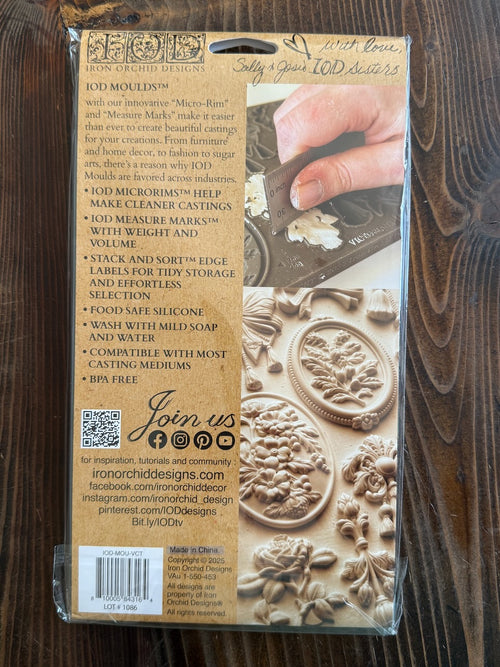 IOD
IRON ORCHID DESIGNS
with love,
Sally & Josie IOD Sisters
IOD MOULDS™
with our innovative "Micro-Rim"
and "Measure Marks" make it easier
than ever to create beautiful castings
for your creations. From furniture
and home decor, to fashion to sugar
arts, there's a reason why IOD
Moulds are favored across industries.
• IOD MICRORIMS™ HELP
MAKE CLEANER CASTINGS
• IOD MEASURE MARKS™
WITH WEIGHT AND
VOLUME
• STACK AND SORT™ EDGE
LABELS FOR TIDY STORAGE
AND EFFORTLESS
SELECTION
• FOOD SAFE SILICONE
• WASH WITH MILD SOAP
AND WATER
• COMPATIBLE WITH MOST
CASTING MEDIUMS
• BPA FREE
Join us
for inspiration, tutorials and community :
ironorchiddesigns.com
facebook.com/ironorchiddecor
instagram.com/ironorchid_design
pinterest.com/IODdesigns
Bit.ly/IODtv
IOD-MOU-VCT
LOT # 1086
Made in China.
Copyright © 2025
Iron Orchid Designs
VAu 1-550-453
All designs are
property of Iron
Orchid Designs®
All rights reserved.